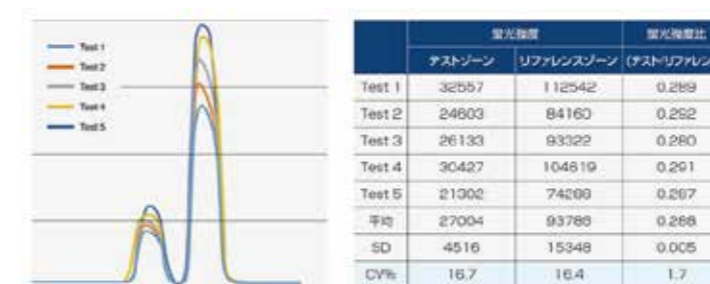 Test 1
Test 2
Test 3
Test 4
Test 5
蛍光強度 蛍光強度比
テストゾーン リファレンスゾーン (テスト/リファレン
Test 1 32557 112542 0.289
Test 2 24603 84160 0.292
Test 3 26133 93322 0.280
Test 4 30427 104619 0.291
Test 5 21302 74288 0.287
平均 27004 93786 0.288
SD 4516 15348 0.005
CV% 16.7 16.4 1.7